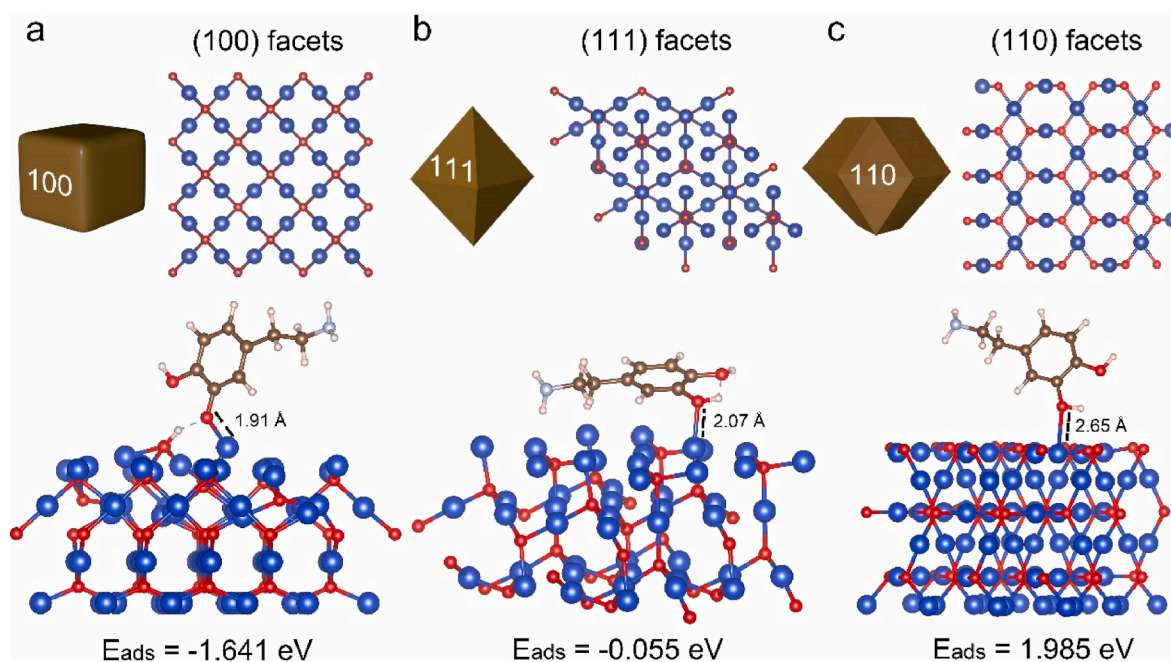 a
(100) facets
100
1.91 Å
Eads = -1.641 eV
b
(111) facets
111
2.07 Å
Eads = -0.055 eV
c
(110) facets
110
2.65 Å
Eads = 1.985 eV